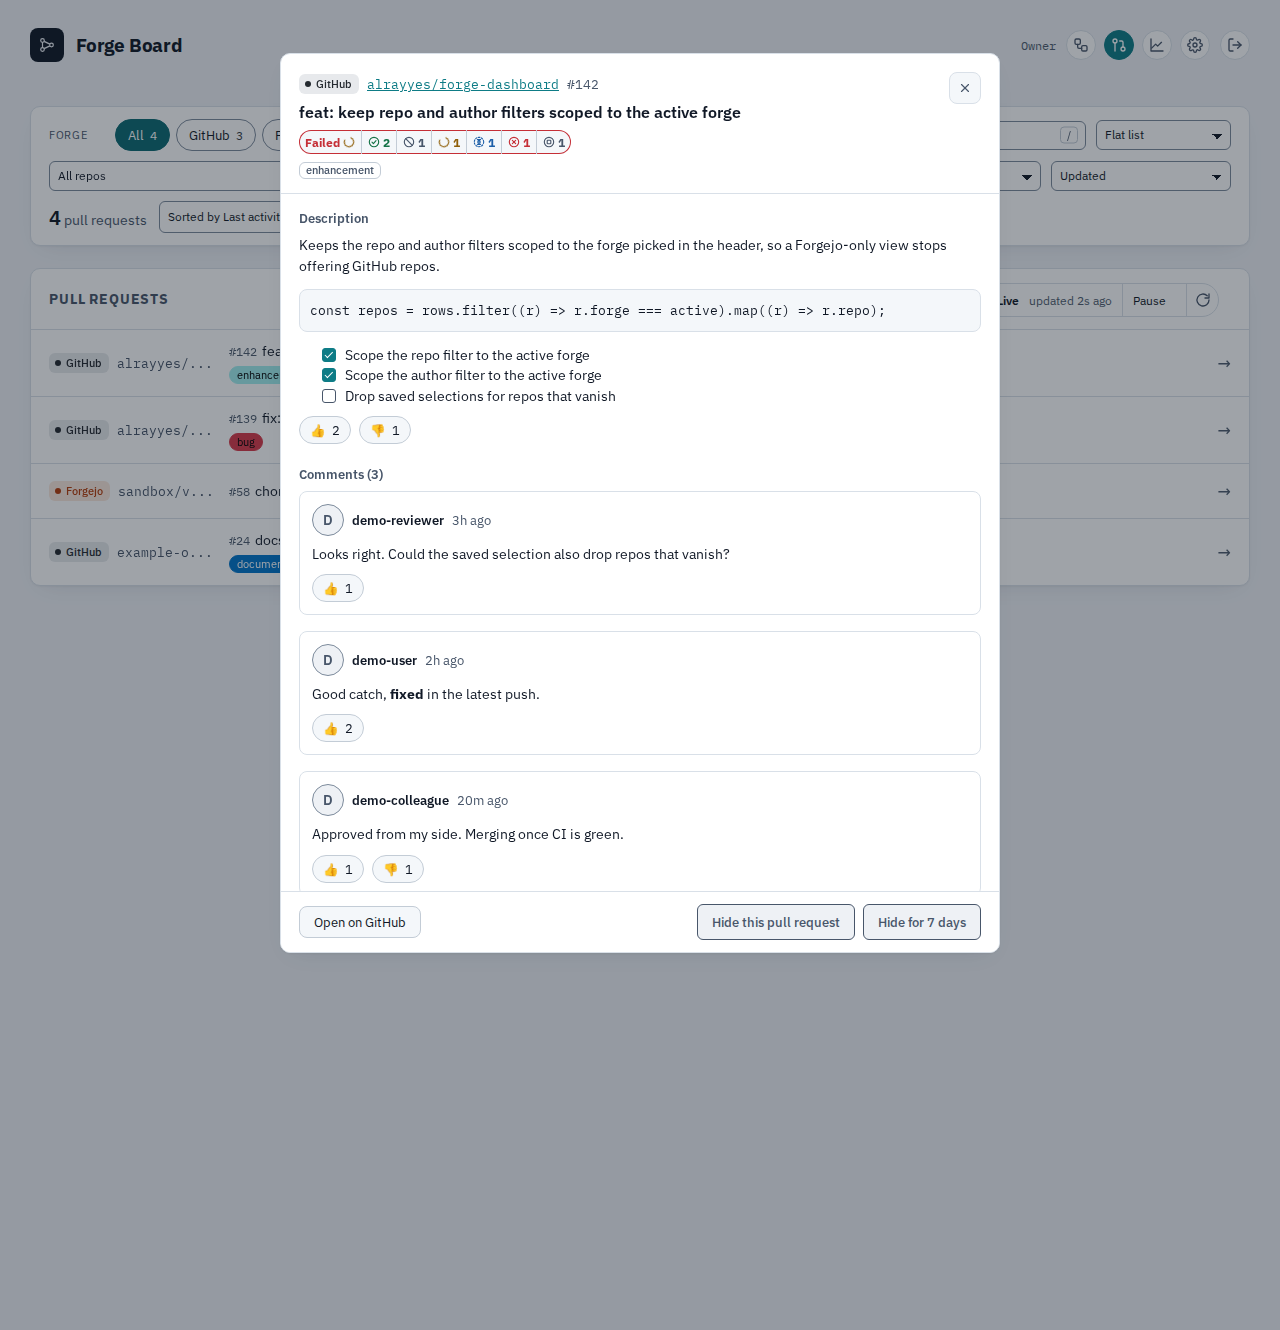 Forge Board
Owner
GitHub alrayyes/forge-dashboard #142
feat: keep repo and author filters scoped to the active forge
Failed 2 1 1 1 1 1
enhancement
FORGE All 4 GitHub 3
/ Flat list
All repos
Updated
4 pull requests
PULL REQUESTS
Live updated 2s ago Pause
GitHub alrayyes/... #142
enhance
GitHub alrayyes/... #139 fix:
bug
Forgejo sandbox/v... #58
GitHub example-o... #24
Description
Keeps the repo and author filters scoped to the forge picked in the header, so a Forgejo-only view stops
offering GitHub repos.
const repos = rows.filter((r) => r.forge === active).map((r) => r.repo);
Scope the repo filter to the active forge
Scope the author filter to the active forge
Drop saved selections for repos that vanish
👍 2 👎 1
Comments (3)
D demo-reviewer 3h ago
Looks right. Could the saved selection also drop repos that vanish?
👍 1
D demo-user 2h ago
Good catch, fixed in the latest push.
👍 2
D demo-colleague 20m ago
Approved from my side. Merging once CI is green.
👍 1 👎 1
Open on GitHub Hide this pull request Hide for 7 days